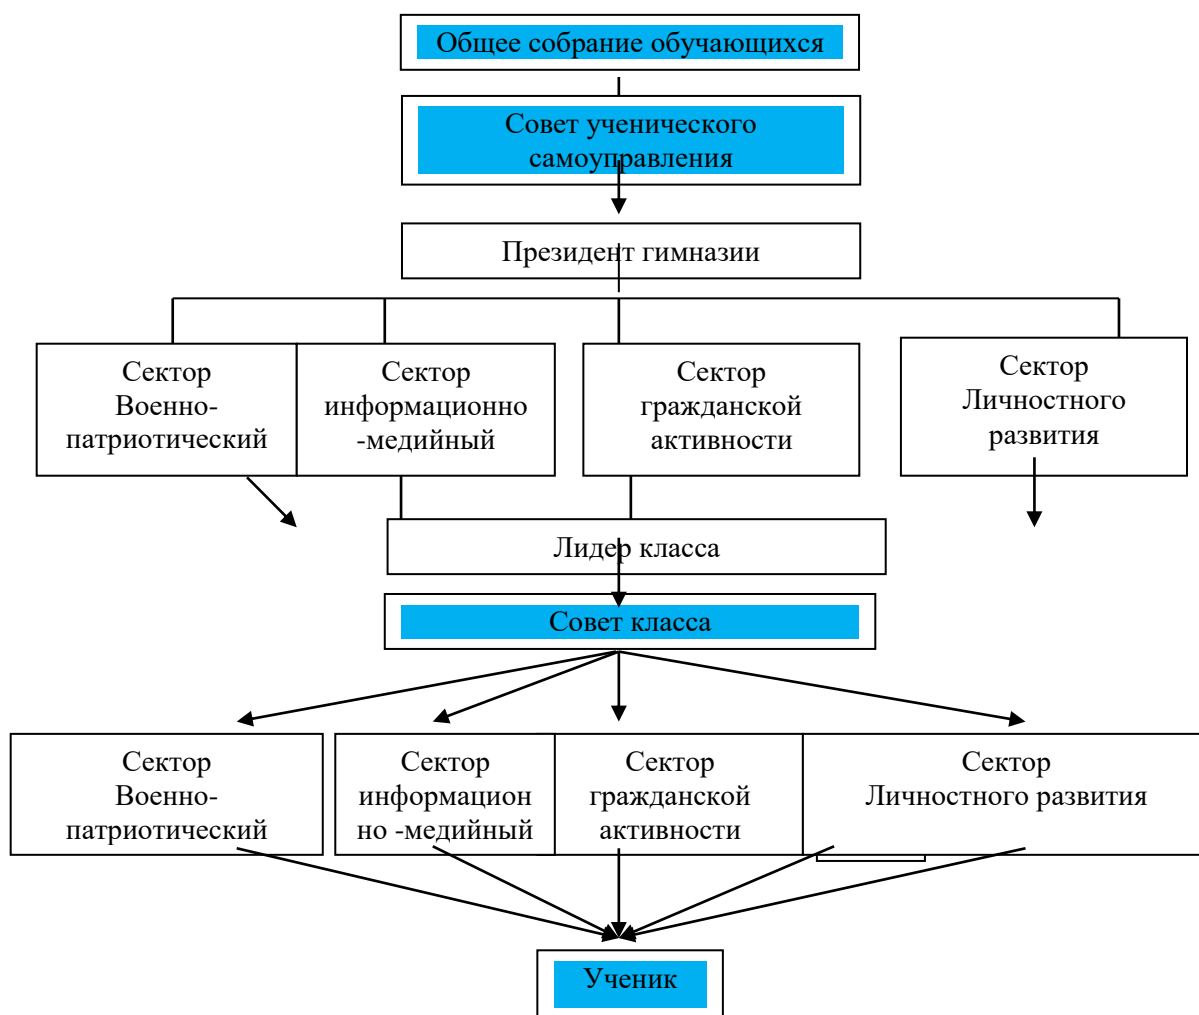 Общее собрание обучающихся
Совет ученического
самоуправления
Президент гимназии
Сектор
Военно-
патриотический
Сектор
информационно
-медийный
Сектор
гражданской
активности
Сектор
Личностного
развития
Лидер класса
Совет класса
Сектор
Военно-
патриотический
Сектор
информацион
но -медийный
Сектор
гражданской
активности
Сектор
Личностного развития
Ученик